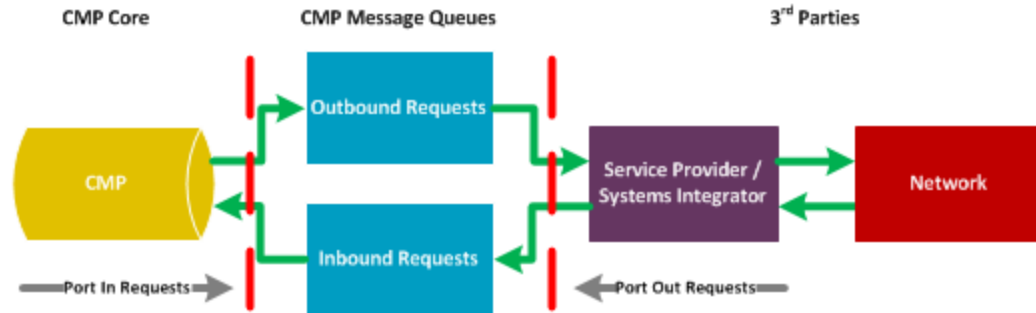 CMP Core
CMP Message Queues
3rd Parties
Outbound Requests
CMP
Service Provider /
Systems Integrator
Network
Inbound Requests
Port In Requests
Port Out Requests